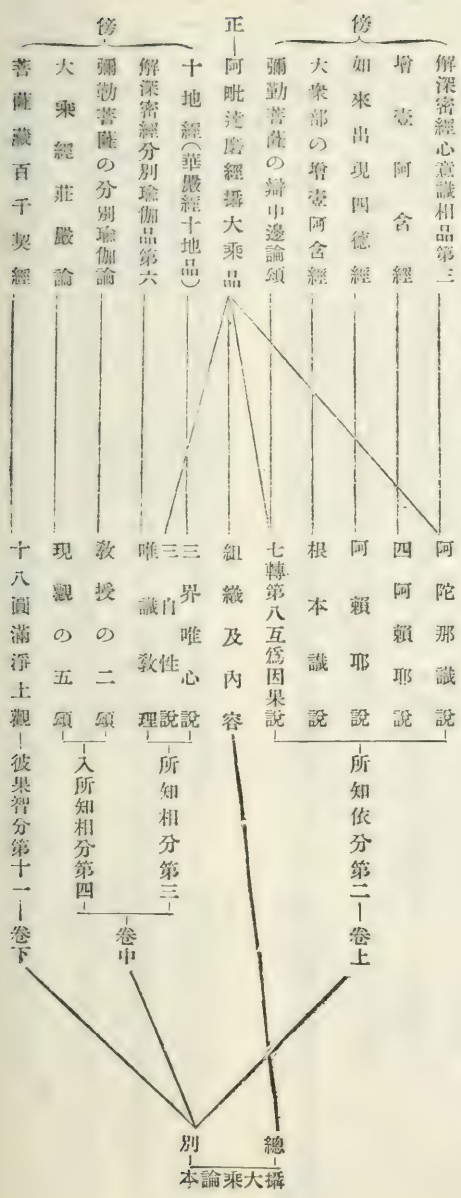 傍
解深密經心意識相品第三
增壹阿含經
如來出現四德經
大衆部の增壹阿含經
彌勒菩薩の辯中邊論頌
正
阿毗達磨經攝大乘品
傍
十地經(華嚴經十地品)
解深密經分別瑜伽品第六
彌勒菩薩の分別瑜伽論
大乘經莊嚴論
菩薩藏百千契經
阿陀那識說
四阿賴耶說
阿賴耶說
根本識說
七轉第八互爲因果說
組織及內容
三界唯心說
三自性說
唯識敎理
敎授の二頌
現觀の五頌
十八圓滿淨土觀
所知依分第二
卷上
所知相分第三
入所知相分第四
卷中
彼果智分第十一
卷下
總
別
攝大乘論本